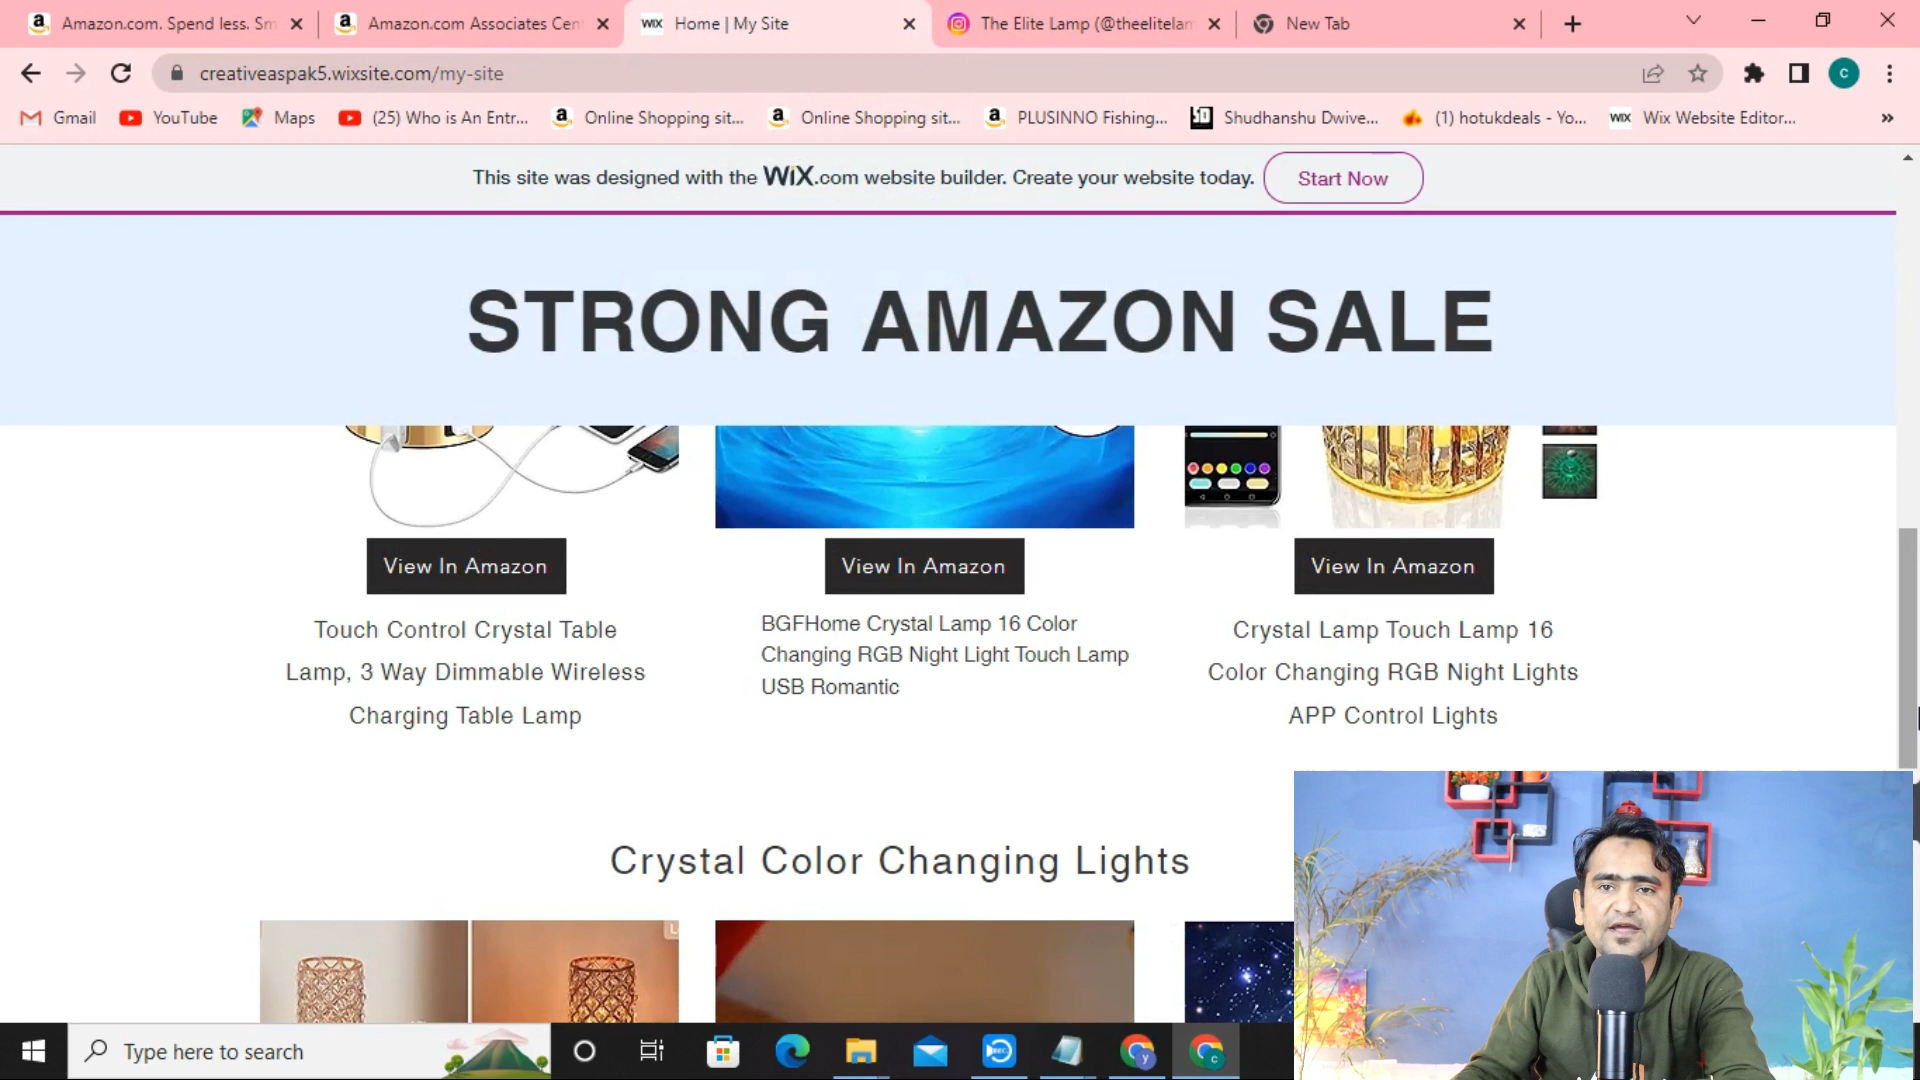 Amazon.com. Spend less. Sm
Amazon.com Associates Cen
WiX Home | My Site
The Elite Lamp (@theelitelam
New Tab
creativeaspak5.wixsite.com/my-site
C
Gmail
YouTube
Maps
(25) Who is An Entr...
Online Shopping sit...
Online Shopping sit...
PLUSINNO Fishing...
Shudhanshu Dwive...
(1) hotukdeals - Yo...
WiX Wix Website Editor...
This site was designed with the WiX.com website builder. Create your website today.
Start Now
STRONG AMAZON SALE
View In Amazon
View In Amazon
View In Amazon
Touch Control Crystal Table
Lamp, 3 Way Dimmable Wireless
Charging Table Lamp
BGFHome Crystal Lamp 16 Color
Changing RGB Night Light Touch Lamp
USB Romantic
Crystal Lamp Touch Lamp 16
Color Changing RGB Night Lights
APP Control Lights
Crystal Color Changing Lights
Type here to search